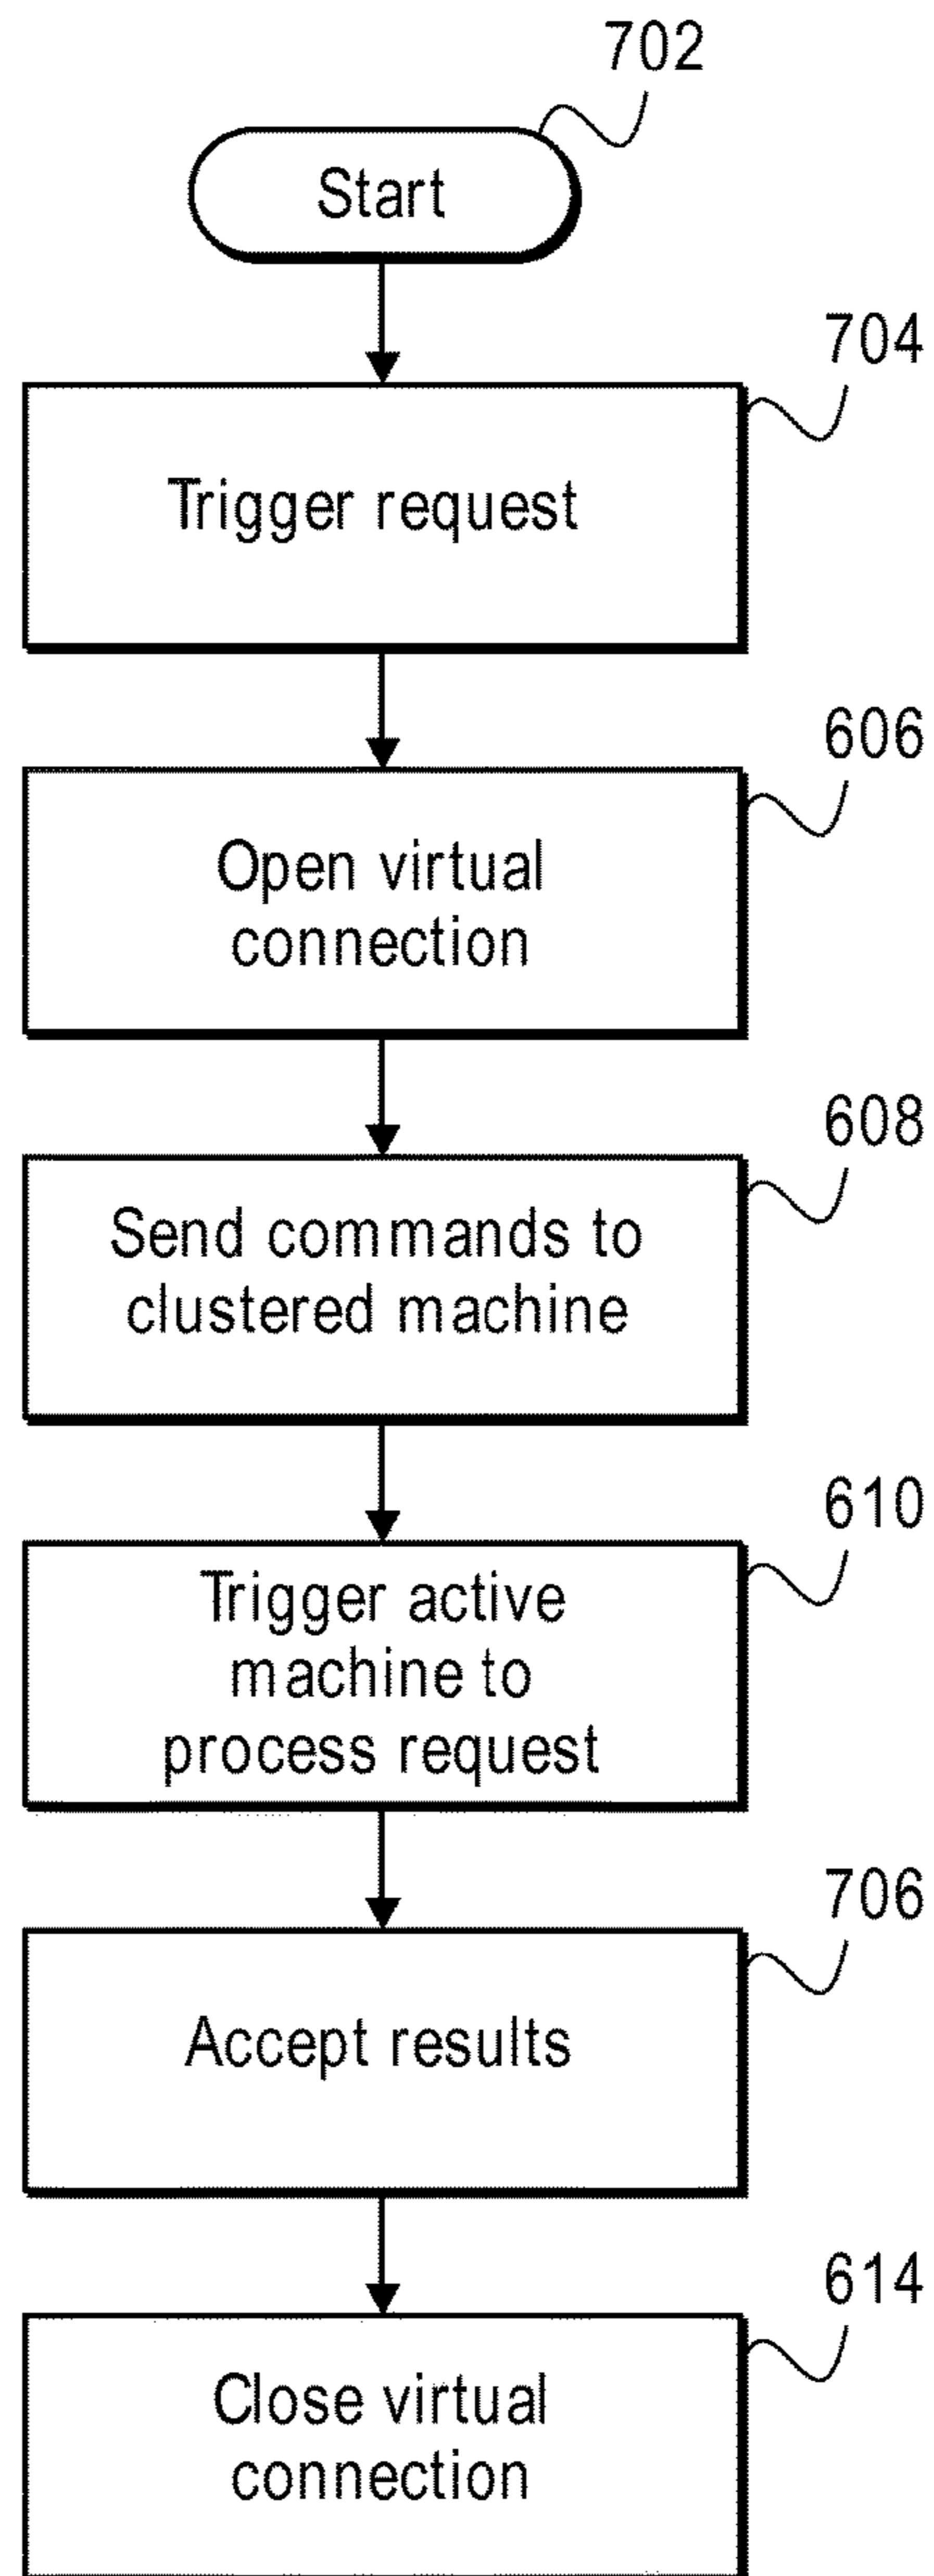 702
Start
704
Trigger request
606
Open virtual
connection
608
Send commands to
clustered machine
610
Trigger active
machine to
process request
706
Accept results
614
Close virtual
connection